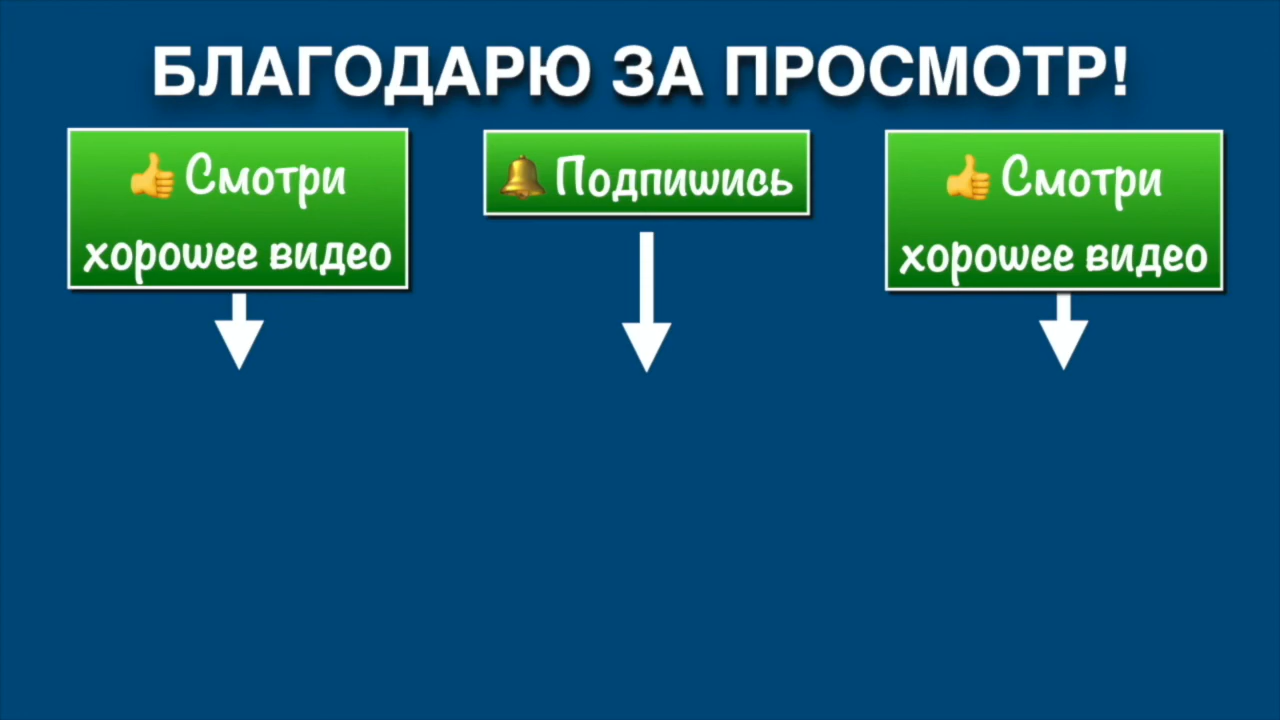 БЛАГОДАРЮ ЗА ПРОСМОТР!
👍 Смотри
хорошее видео
🔔 Подпишись
👍 Смотри
хорошее видео